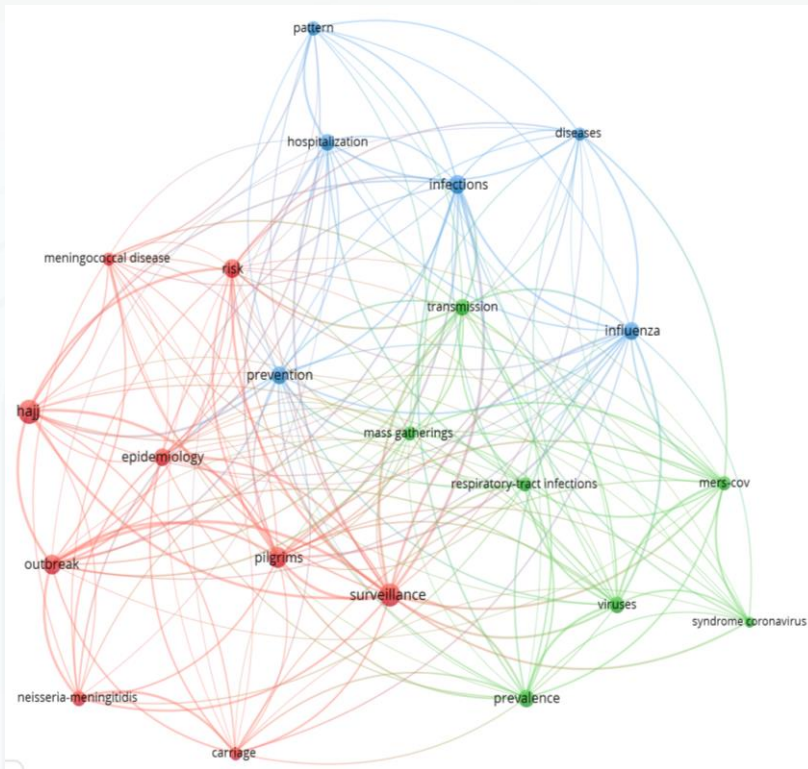 pattern
diseases
hospitalization
infections
meningococcal disease
risk
transmission
influenza
prevention
hajj
mass gatherings
epidemiology
respiratory-tract infections
mers-cov
pilgrims
outbreak
surveillance
viruses
syndrome coronavirus
neisseria-meningitidis
prevalence
carriage